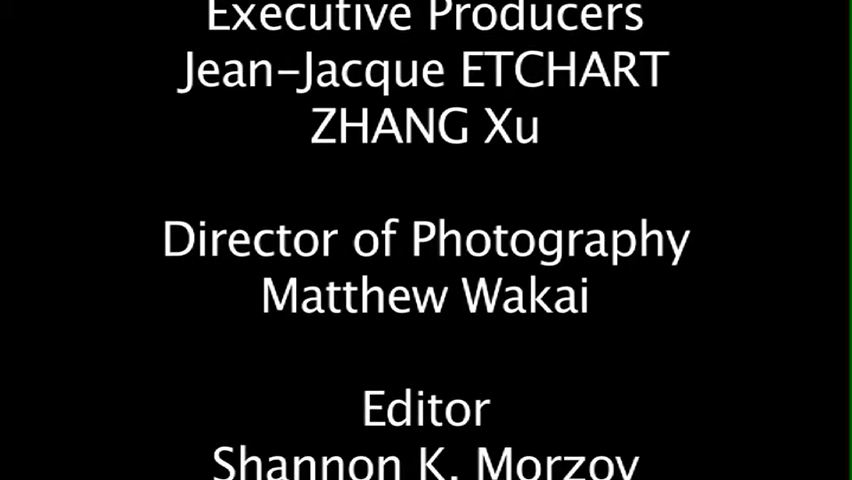 Executive Producers
Jean-Jacque ETCHART
ZHANG Xu
Director of Photography
Matthew Wakai
Editor
Shannon K. Morzov